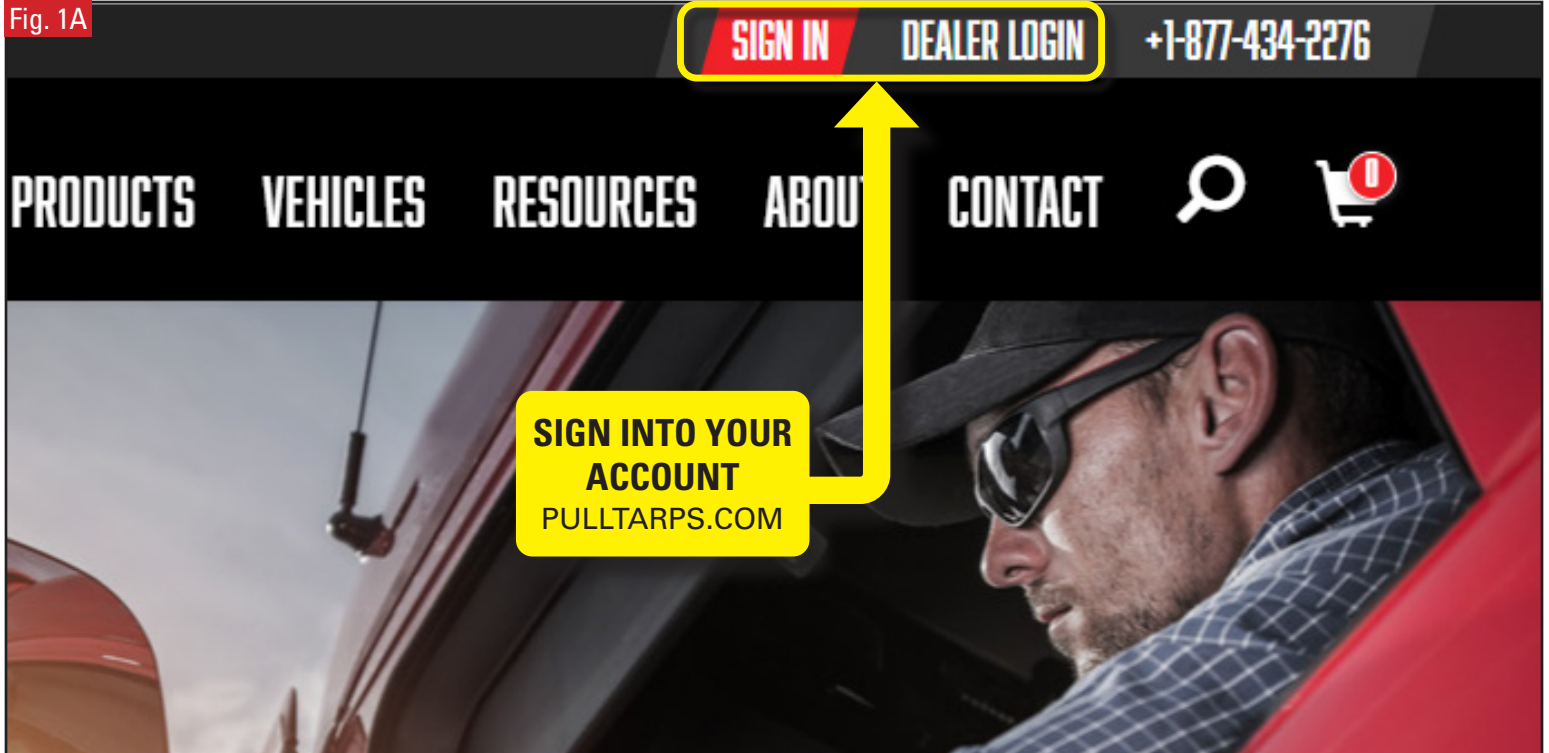 Fig. 1A
SIGN IN DEALER LOGIN +1-877-434-2276
PRODUCTS VEHICLES RESOURCES ABOUT CONTACT 0
SIGN INTO YOUR
ACCOUNT
PULLTARPS.COM